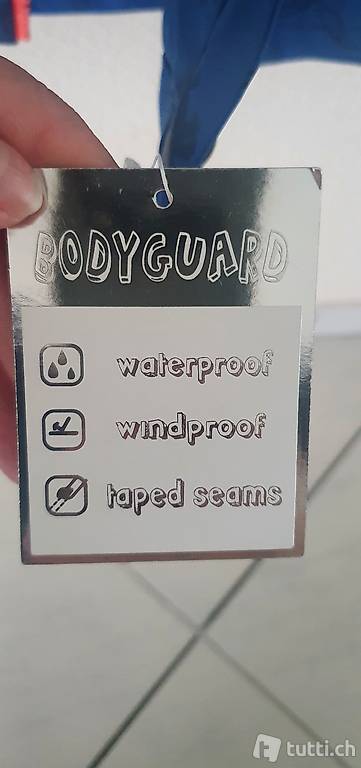 BODYGUARD
waterproof
windproof
taped seams
tutti.ch